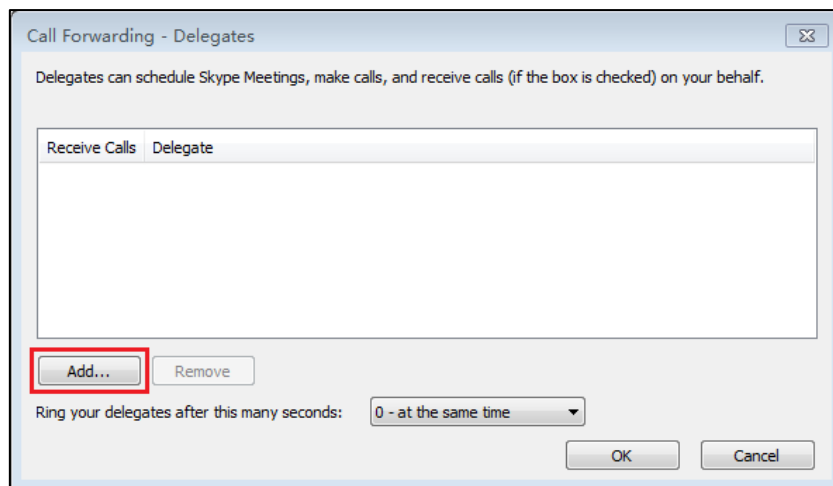 Call Forwarding - Delegates
Delegates can schedule Skype Meetings, make calls, and receive calls (if the box is checked) on your behalf.
Receive Calls Delegate
Add... Remove
Ring your delegates after this many seconds: 0 - at the same time
OK Cancel